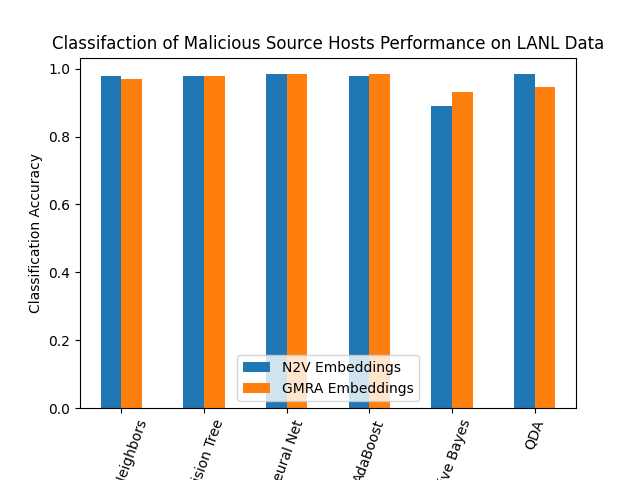 Classifaction of Malicious Source Hosts Performance on LANL Data
Classification Accuracy
1.0
0.8
0.6
0.4
0.2
0.0
N2V Embeddings
GMRA Embeddings
Neighbors
ision Tree
eural Net
AdaBoost
ive Bayes
QDA